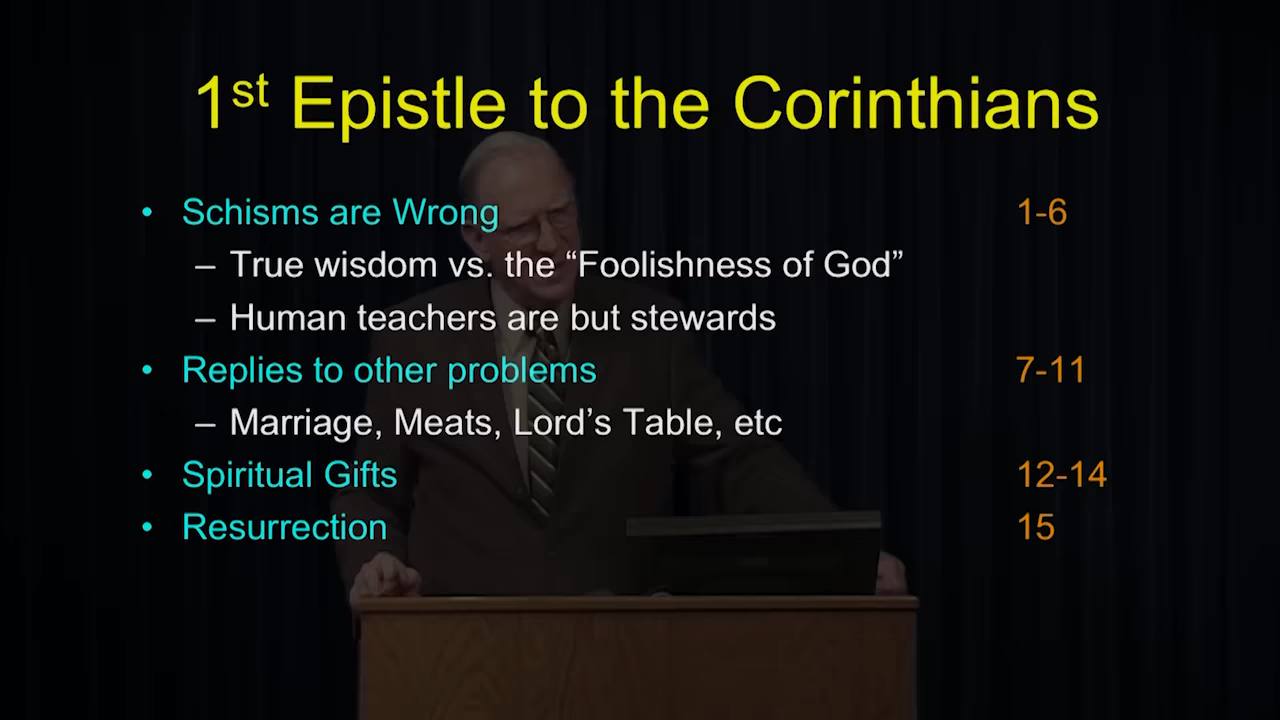 1st Epistle to the Corinthians
• Schisms are Wrong 1-6
– True wisdom vs. the “Foolishness of God”
– Human teachers are but stewards
• Replies to other problems 7-11
– Marriage, Meats, Lord’s Table, etc
• Spiritual Gifts 12-14
• Resurrection 15